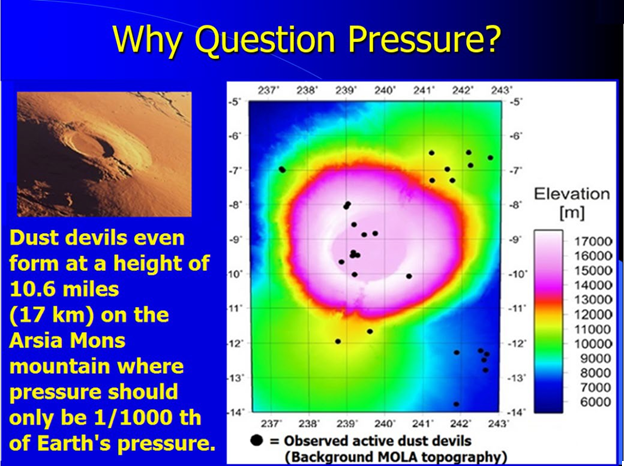 Why Question Pressure?
Dust devils even
form at a height of
10.6 miles
(17 km) on the
Arsia Mons
mountain where
pressure should
only be 1/1000 th
of Earth's pressure.
237° 238° 239° 240° 241° 242° 243°
-5°
-6°
-7°
-8°
-9°
-10°
-11°
-12°
-13°
-14°
237° 238° 239° 240° 241° 242° 243°
-5°
-6°
-7°
-8°
-9°
-10°
-11°
-12°
-13°
-14°
Elevation
[m]
17000
16000
15000
14000
13000
12000
11000
10000
9000
8000
7000
6000
= Observed active dust devils
(Background MOLA topography)